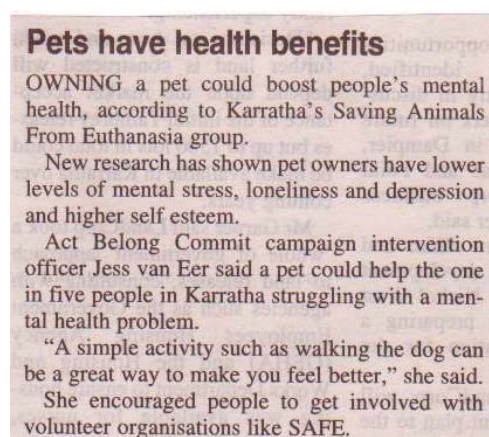 Pets have health benefits
OWNING a pet could boost people's mental
health, according to Karratha's Saving Animals
From Euthanasia group.
New research has shown pet owners have lower
levels of mental stress, loneliness and depression
and higher self esteem.
Act Belong Commit campaign intervention
officer Jess van Eer said a pet could help the one
in five people in Karratha struggling with a men-
tal health problem.
"A simple activity such as walking the dog can
be a great way to make you feel better," she said.
She encouraged people to get involved with
volunteer organisations like SAFE.